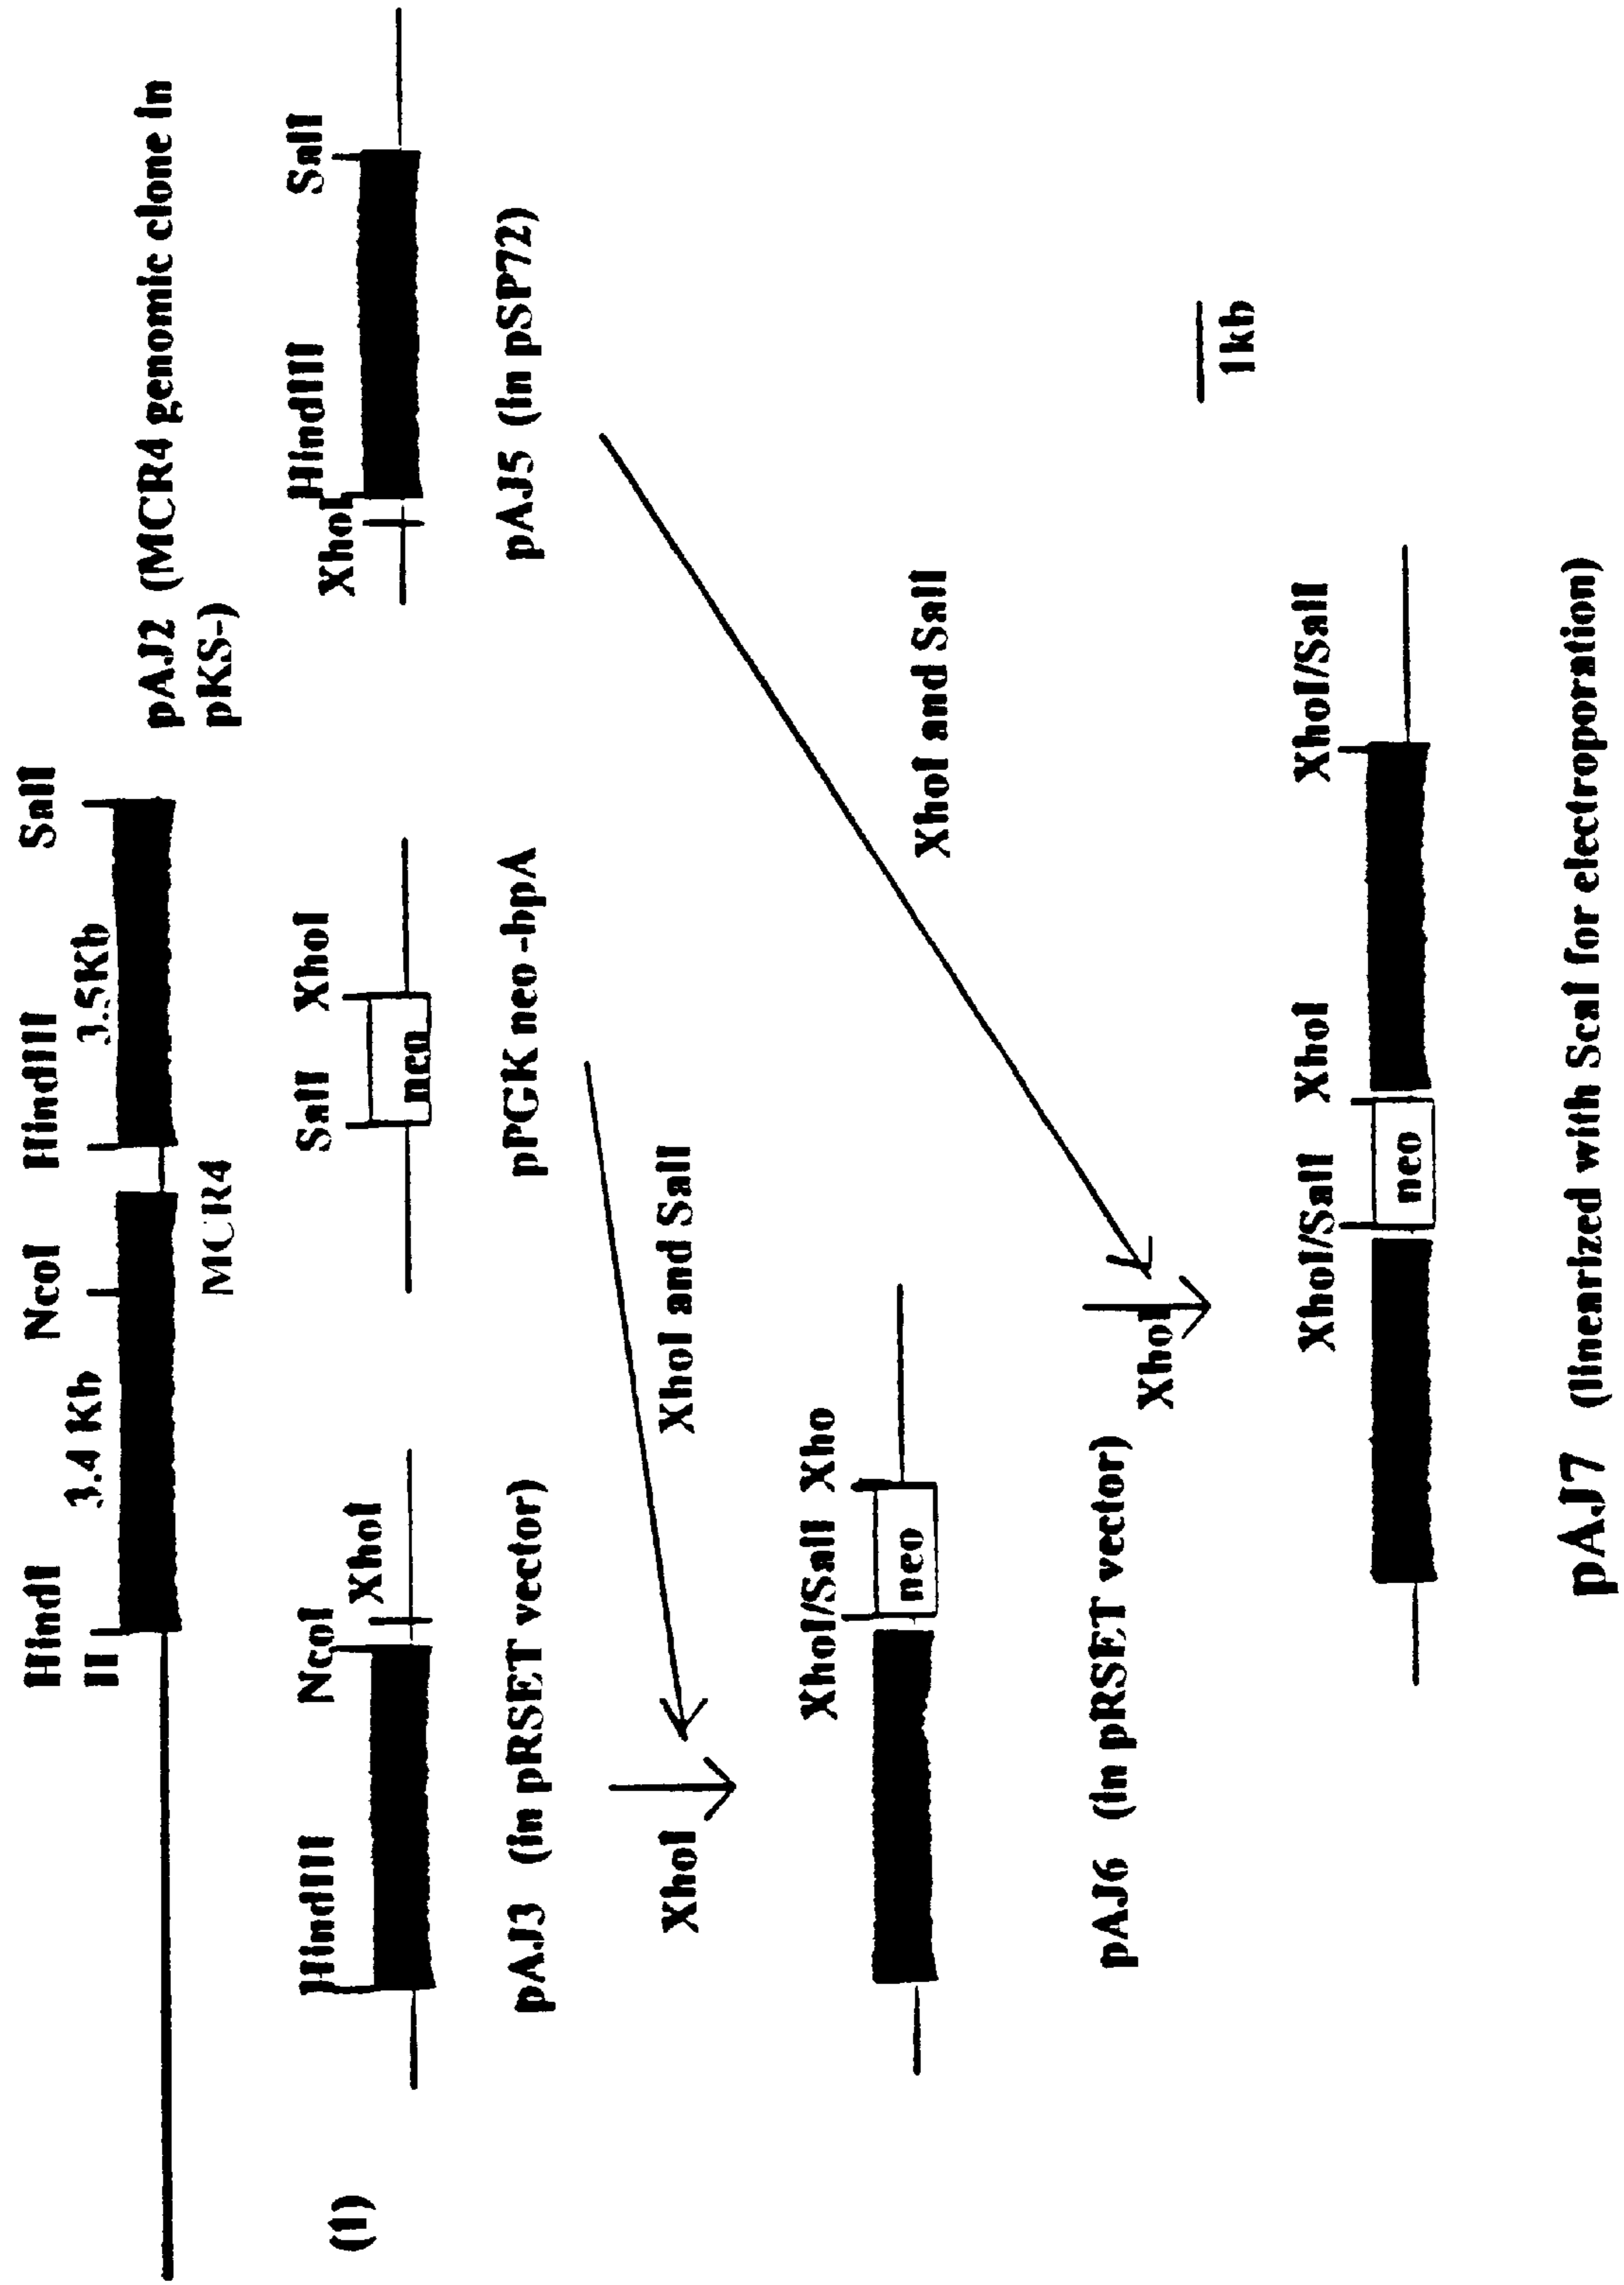 HindI
II
NcoI
HindIII
SalI
3.4 Kb
3.5Kb
MCR4
pAJ2 (MCR4 genomic clone in
pKS-)
(1)
HindIII
NcoI
XhoI
SalI
XhoI
XhoI
HindIII
SalI
neo
pAJ3 (in pRSET vector)
pPGK neo-bpA
pAJ5 (in pSP72)
XhoI
XhoI and SalI
XhoI/SalI
Xho
neo
XhoI and SalI
pAJ6 (in pRSET vector)
XhoI
1kb
XhoI/SalI
XhoI
XhoI/SalI
neo
pAJ7 (linearized with ScaI for electroporation)